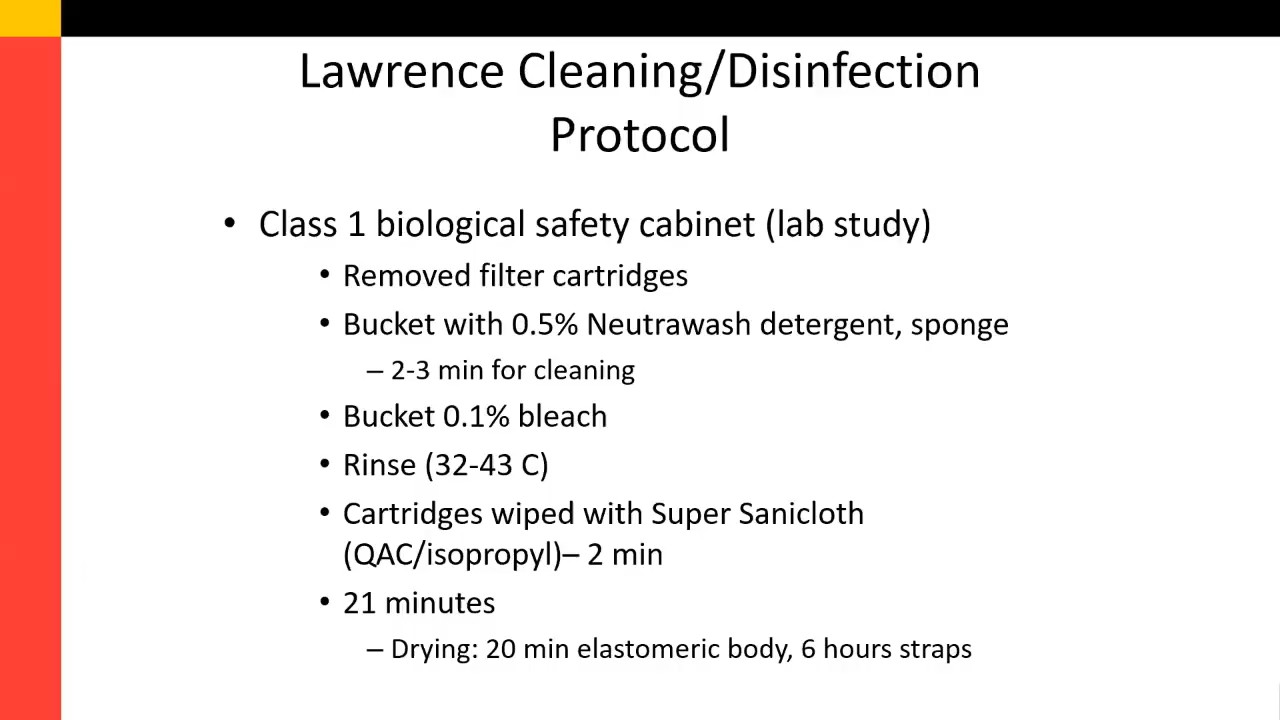 Lawrence Cleaning/Disinfection
Protocol
• Class 1 biological safety cabinet (lab study)
• Removed filter cartridges
• Bucket with 0.5% Neutrawash detergent, sponge
– 2-3 min for cleaning
• Bucket 0.1% bleach
• Rinse (32-43 C)
• Cartridges wiped with Super Sanicloth
(QAC/isopropyl)– 2 min
• 21 minutes
– Drying: 20 min elastomeric body, 6 hours straps